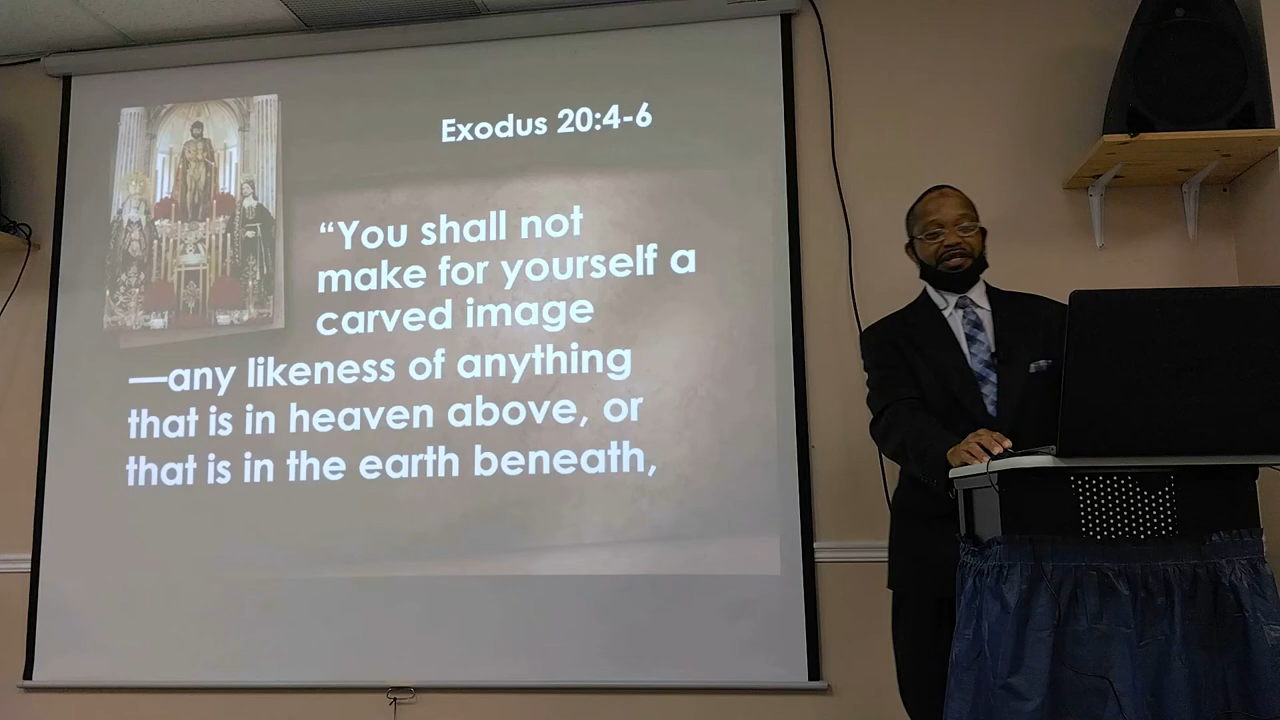 Exodus 20:4-6
“You shall not
make for yourself a
carved image
—any likeness of anything
that is in heaven above, or
that is in the earth beneath,